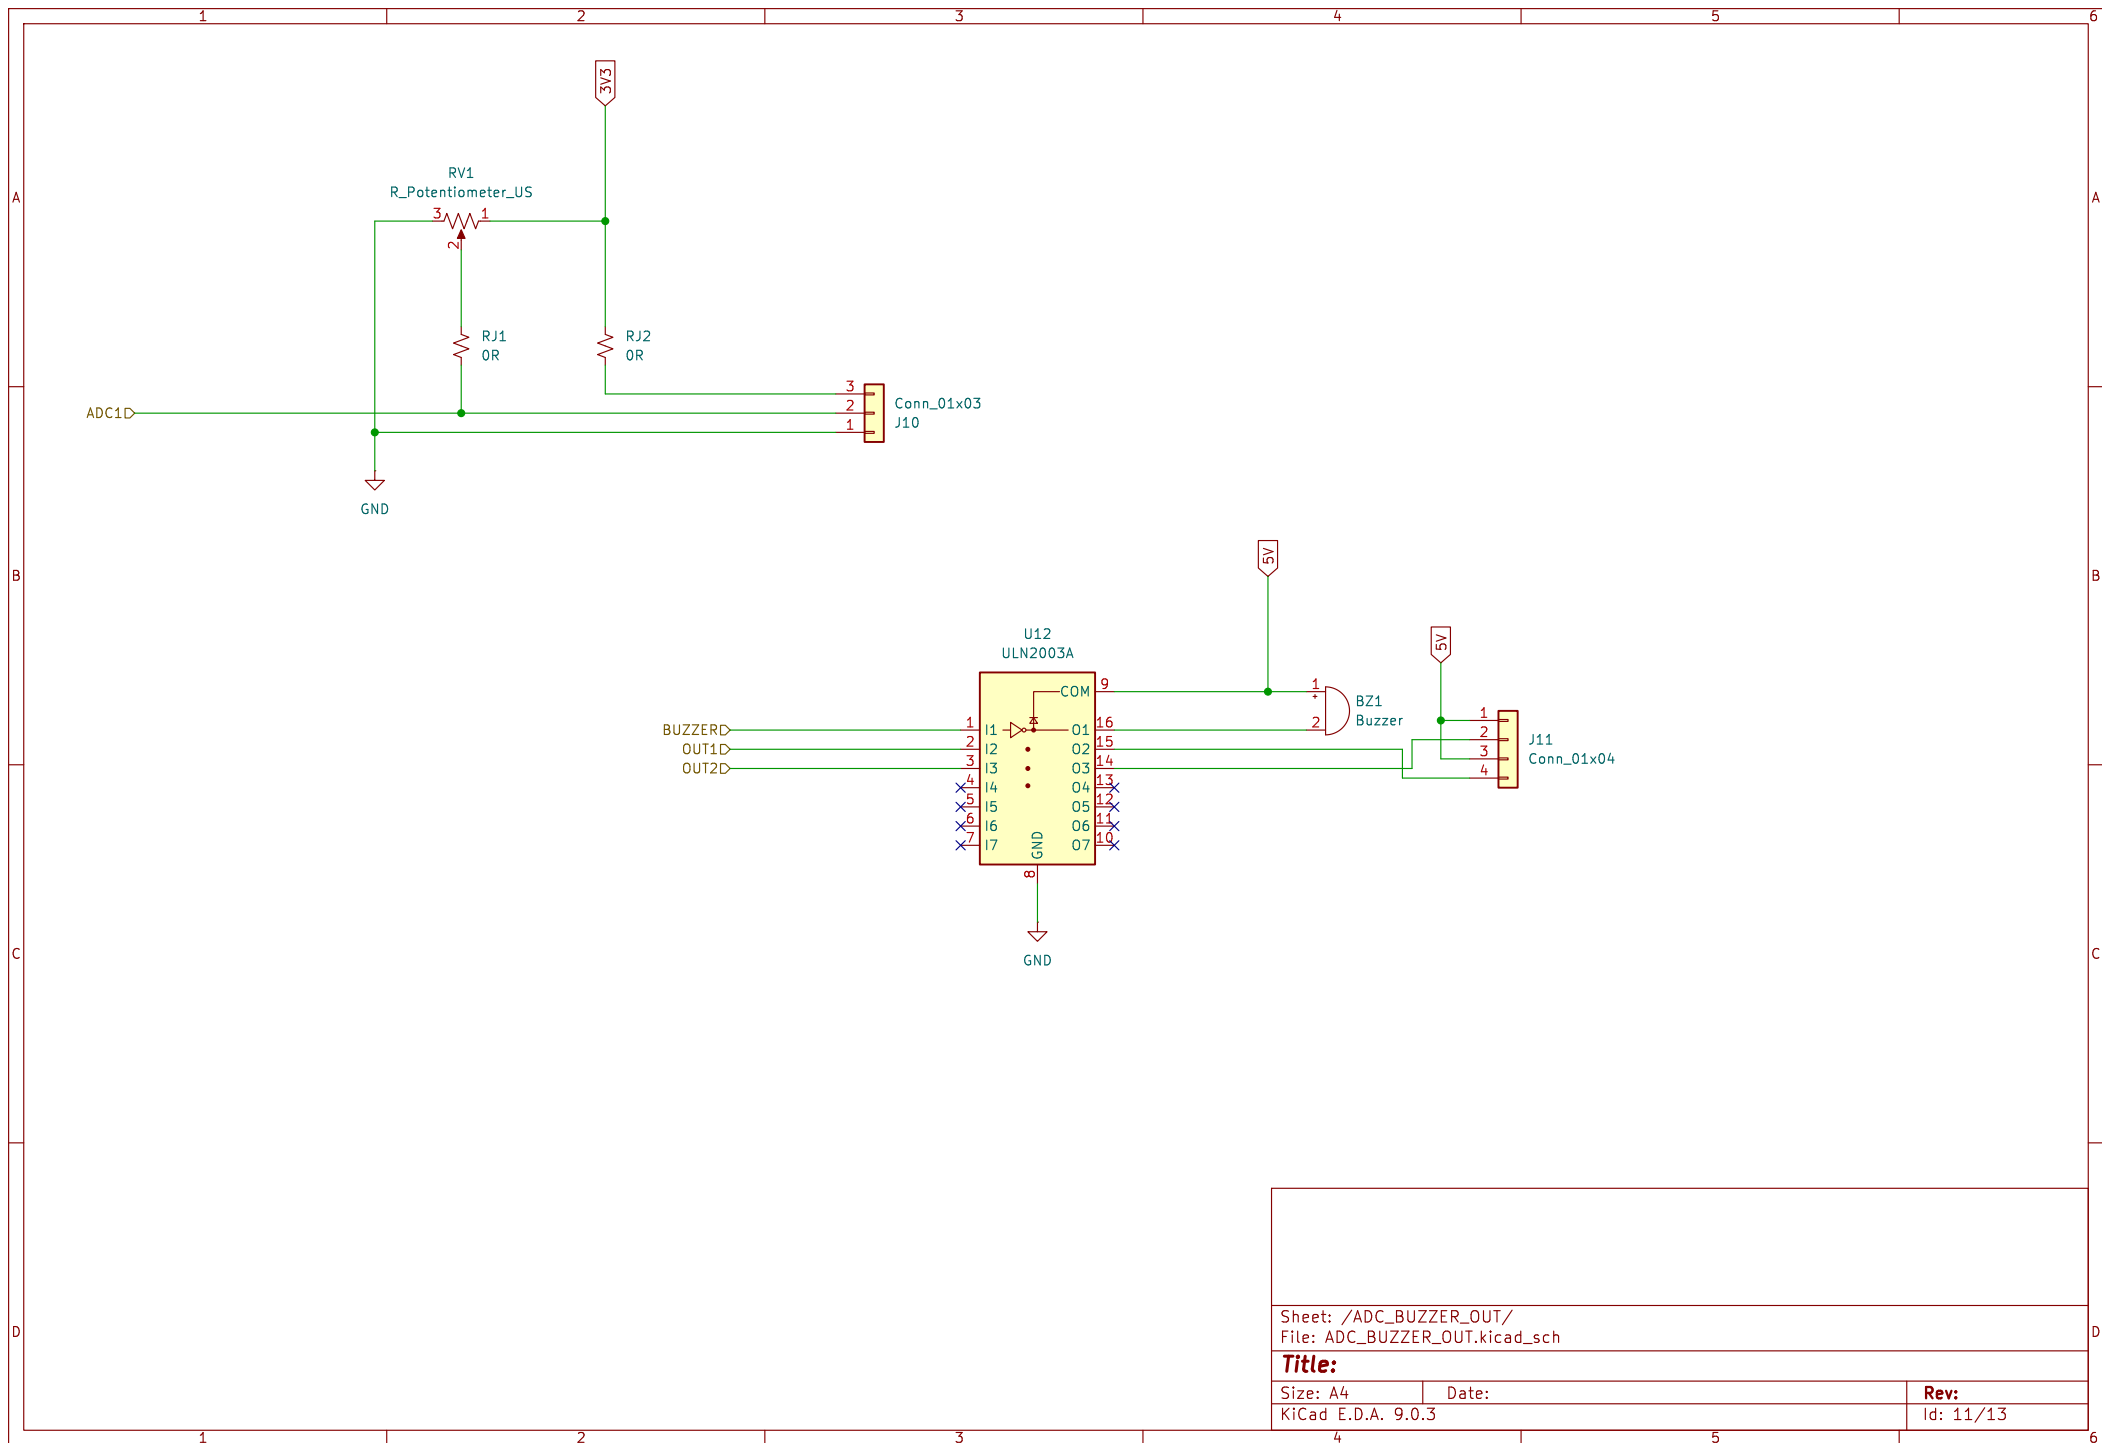 1 2 3 4 5 6
3V3
RV1
R_Potentiometer_US
A A
3 1
2
RJ1
0R
RJ2
0R
3
Conn_01x03
ADC1 2
J10
1
GND
5V
B B
5V
U12
ULN2003A
COM 9
1
+
BZ1
Buzzer
2
BUZZER 1 I1 O1 16
OUT1 2 I2 O2 15
OUT2 3 I3 O3 14
4 I4 O4 13
5 I5 O5 12
6 I6 O6 11
7 I7 O7 10
GND
8
1
2
J11
3
Conn_01x04
4
GND
C C
Sheet: /ADC_BUZZER_OUT/
File: ADC_BUZZER_OUT.kicad_sch
D D
Title:
Size: A4 Date: Rev:
KiCad E.D.A. 9.0.3 Id: 11/13
1 2 3 4 5 6